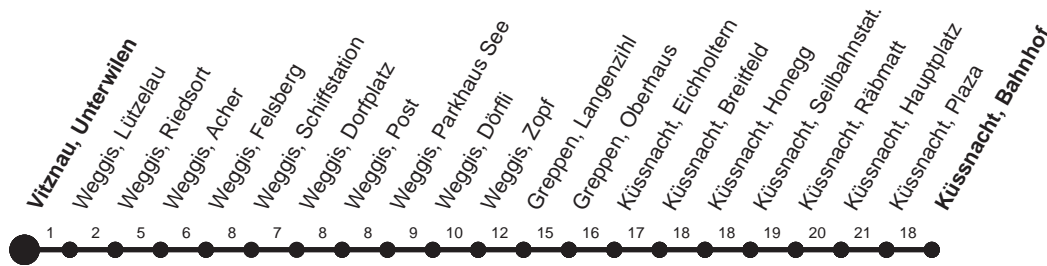 Vitznau, Unterwilen
Weggis, Lützelau
Weggis, Riedsort
Weggis, Acher
Weggis, Felsberg
Weggis, Schiffstation
Weggis, Dorfplatz
Weggis, Post
Weggis, Parkhaus See
Weggis, Dörfli
Weggis, Zopf
Greppen, Langenzihl
Greppen, Oberhaus
Küssnacht, Eichholtern
Küssnacht, Breitfeld
Küssnacht, Honegg
Küssnacht, Seilbahnstat.
Küssnacht, Räbmatt
Küssnacht, Hauptplatz
Küssnacht, Plaza
Küssnacht, Bahnhof
1 2 5 6 8 7 8 8 9 10 12 15 16 17 18 18 19 20 21 18